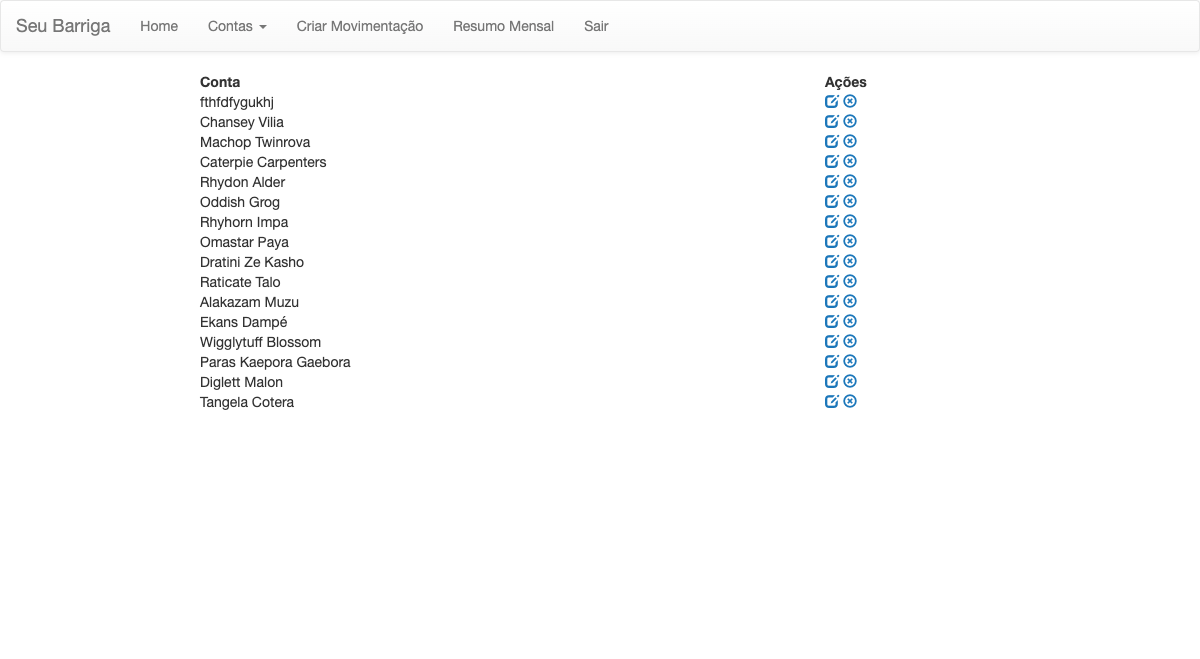 Seu Barriga Home Contas Criar Movimentação Resumo Mensal Sair
Conta Ações
fthfdfygukhj
Chansey Vilia
Machop Twinrova
Caterpie Carpenters
Rhydon Alder
Oddish Grog
Rhyhorn Impa
Omastar Paya
Dratini Ze Kasho
Raticate Talo
Alakazam Muzu
Ekans Dampé
Wigglytuff Blossom
Paras Kaepora Gaebora
Diglett Malon
Tangela Cotera